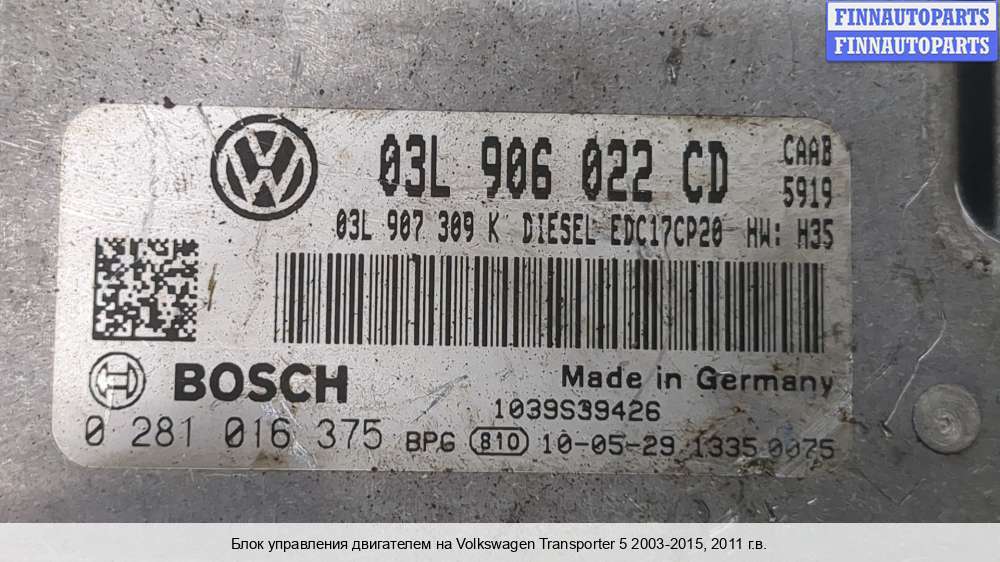 FINNAUTOPARTS
FINNAUTOPARTS
03L 906 022 CD
CAAB
5919
03L 907 309 K DIESEL EDC17CP20 HW: H35
BOSCH
Made in Germany
1039S39426
0 281 016 375 BPG 810 10-05-29 1335 0075
Блок управления двигателем на Volkswagen Transporter 5 2003-2015, 2011 г.в.